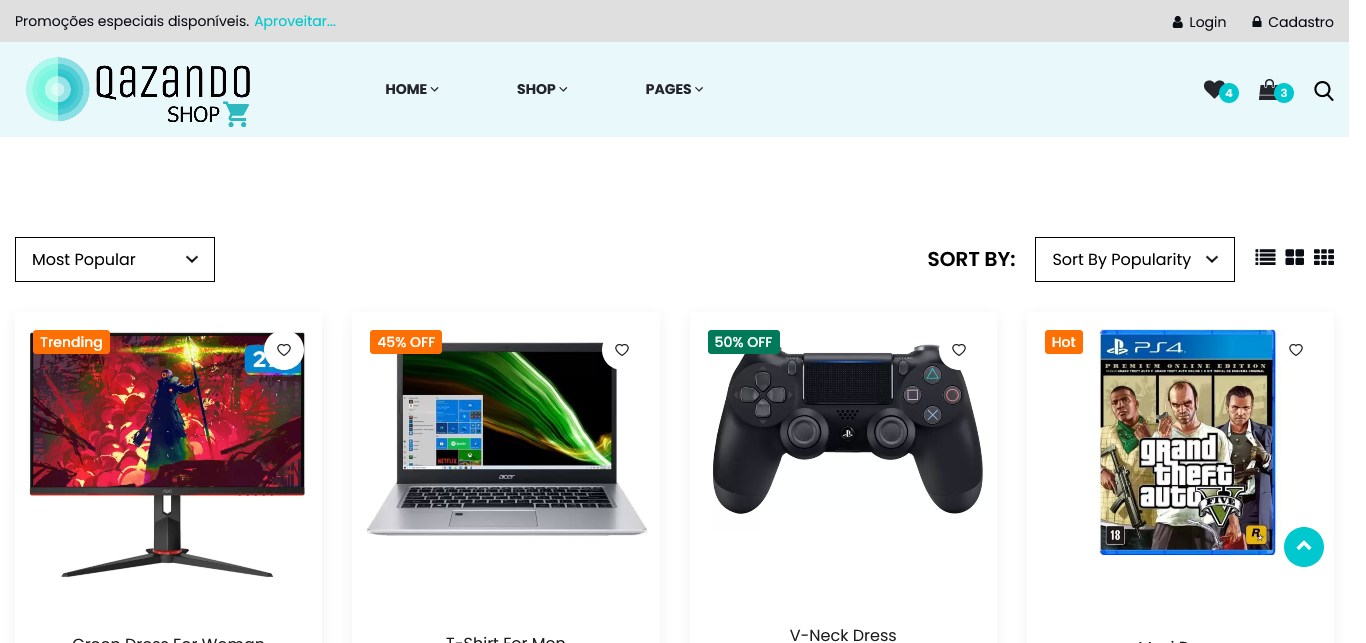 Promoções especiais disponíveis. Aproveitar...
Login
Cadastro
Qazando
SHOP
HOME
SHOP
PAGES
4
3
Most Popular
SORT BY:
Sort By Popularity
Trending
45% OFF
50% OFF
Hot
acer
NETFLIX
PS4
PREMIUM ONLINE EDITION
grand
theft
auto
FIVE
V
18
R
Green Dress For Woman
T-Shirt For Men
V-Neck Dress